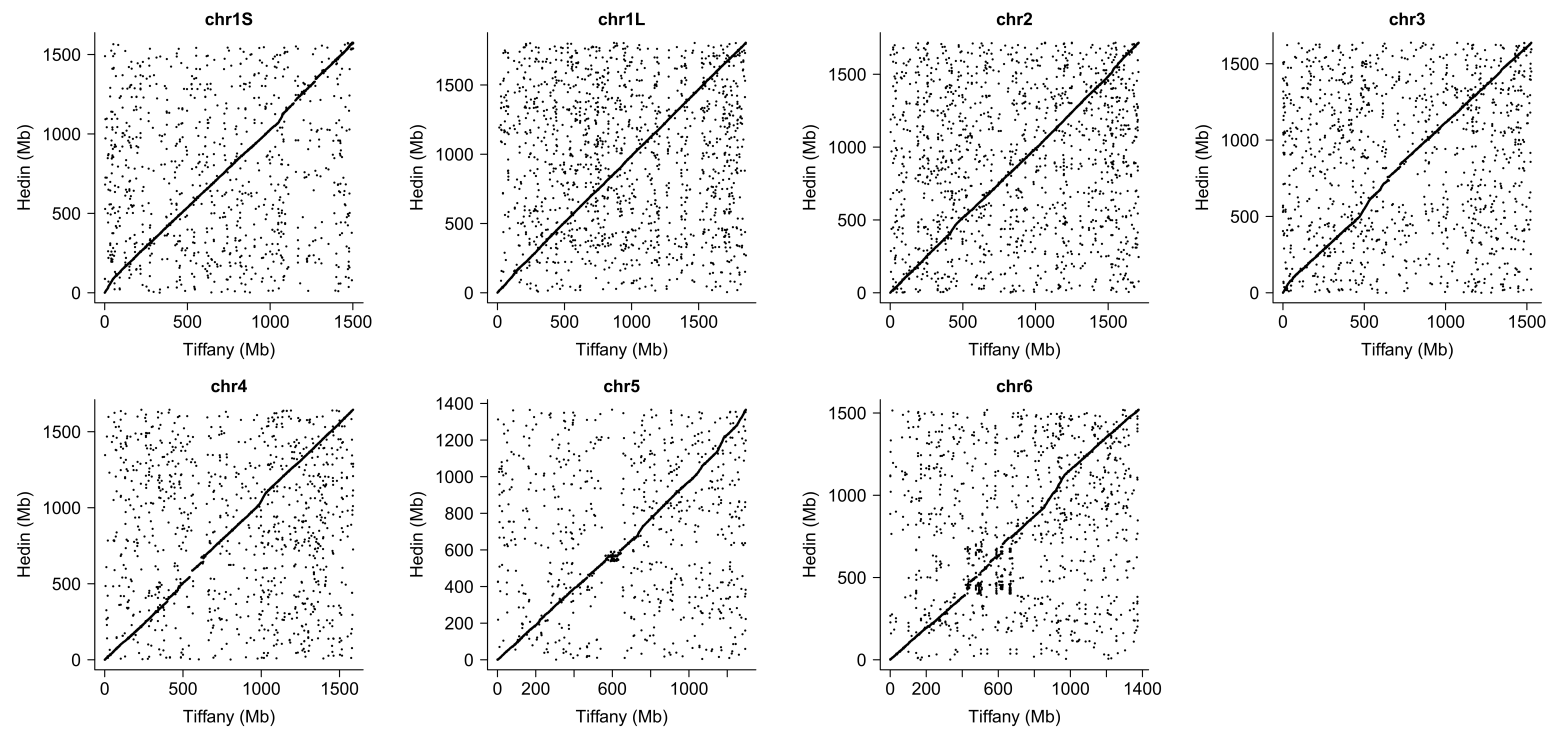 chr1S
chr1L
chr2
chr3
1500
1000
500
0
Hedin (Mb)
0 500 1000 1500
Tiffany (Mb)
1500
1000
500
0
Hedin (Mb)
0 500 1000 1500
Tiffany (Mb)
1500
1000
500
0
Hedin (Mb)
0 500 1000 1500
Tiffany (Mb)
1500
1000
500
0
Hedin (Mb)
0 500 1000 1500
Tiffany (Mb)
chr4
chr5
chr6
1500
1000
500
0
Hedin (Mb)
0 500 1000 1500
Tiffany (Mb)
1400
1200
1000
800
600
400
200
0
Hedin (Mb)
0 200 600 1000
Tiffany (Mb)
1500
1000
500
0
Hedin (Mb)
0 200 600 1000 1400
Tiffany (Mb)